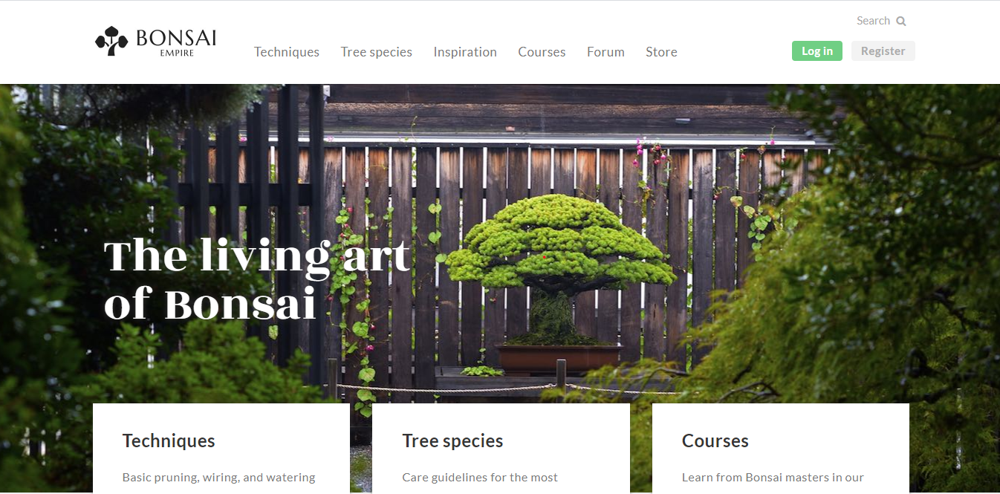 Search
BONSAI
EMPIRE
Techniques
Tree species
Inspiration
Courses
Forum
Store
Log in
Register
The living art
of Bonsai
Techniques
Basic pruning, wiring, and watering
Tree species
Care guidelines for the most
Courses
Learn from Bonsai masters in our